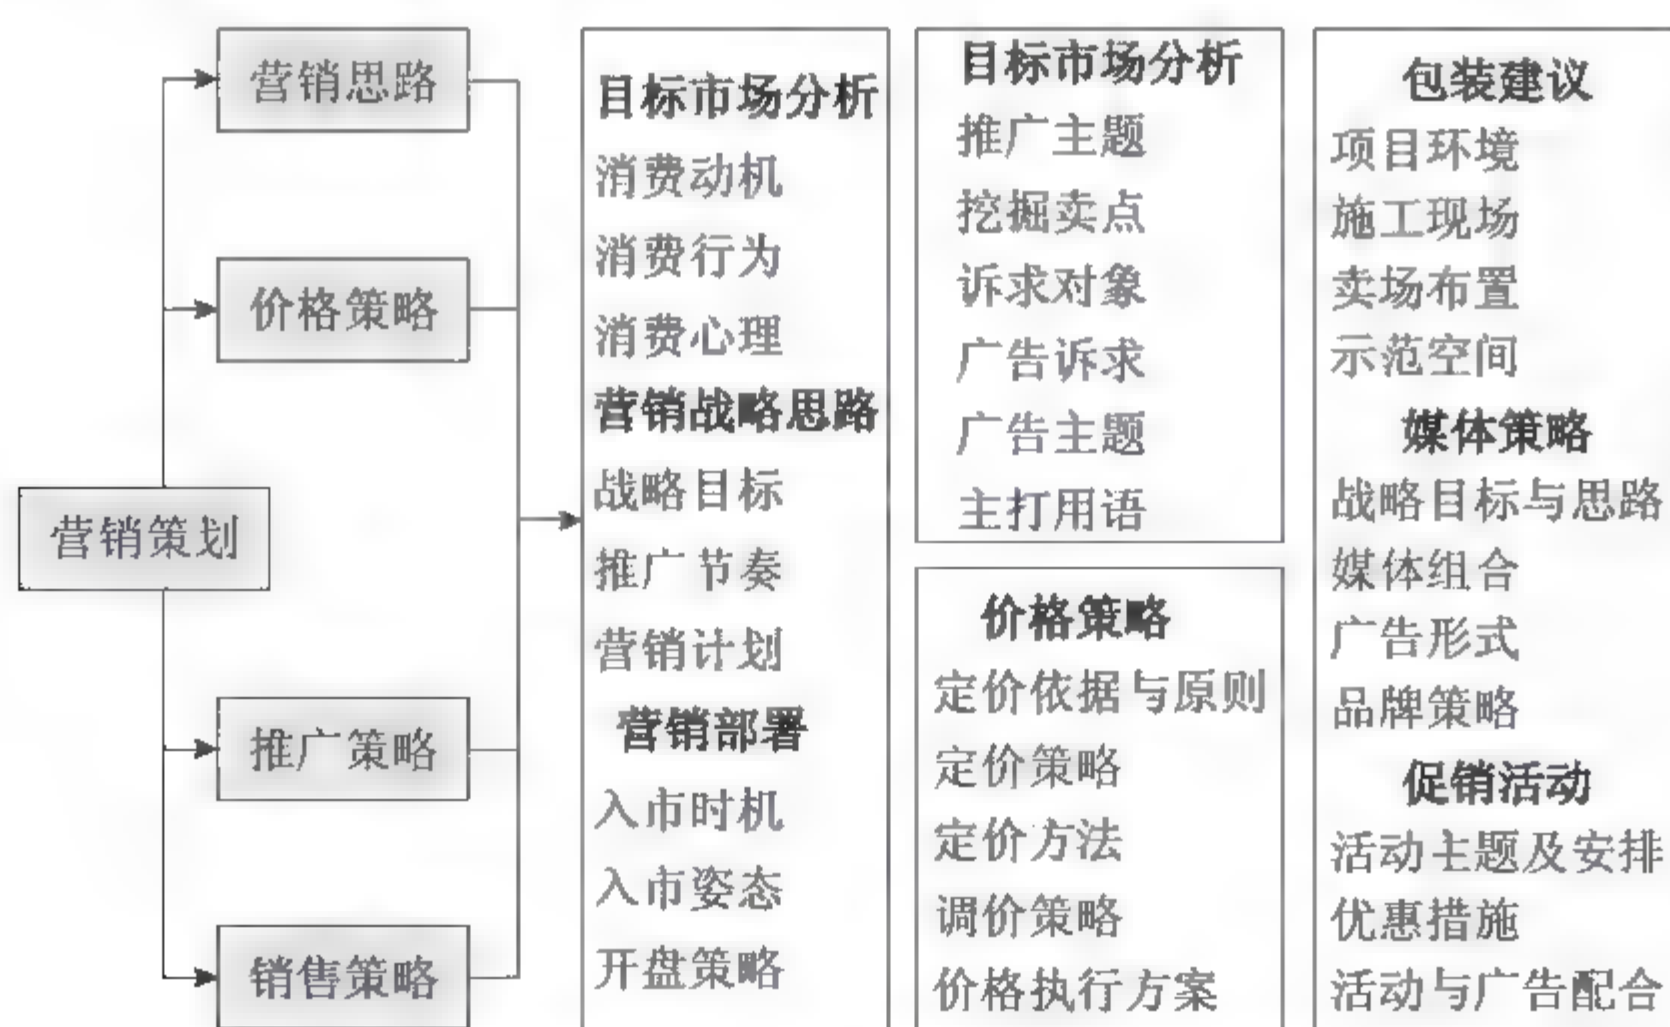 营销策划
营销思路
价格策略
推广策略
销售策略
目标市场分析
消费动机
消费行为
消费心理
营销战略思路
战略目标
推广节奏
营销计划
营销部署
入市时机
入市姿态
开盘策略
目标市场分析
推广主题
挖掘卖点
诉求对象
广告诉求
广告主题
主打用语
价格策略
定价依据与原则
定价策略
定价方法
调价策略
价格执行方案
包装建议
项目环境
施工现场
卖场布置
示范空间
媒体策略
战略目标与思路
媒体组合
广告形式
品牌策略
促销活动
活动主题及安排
优惠措施
活动与广告配合